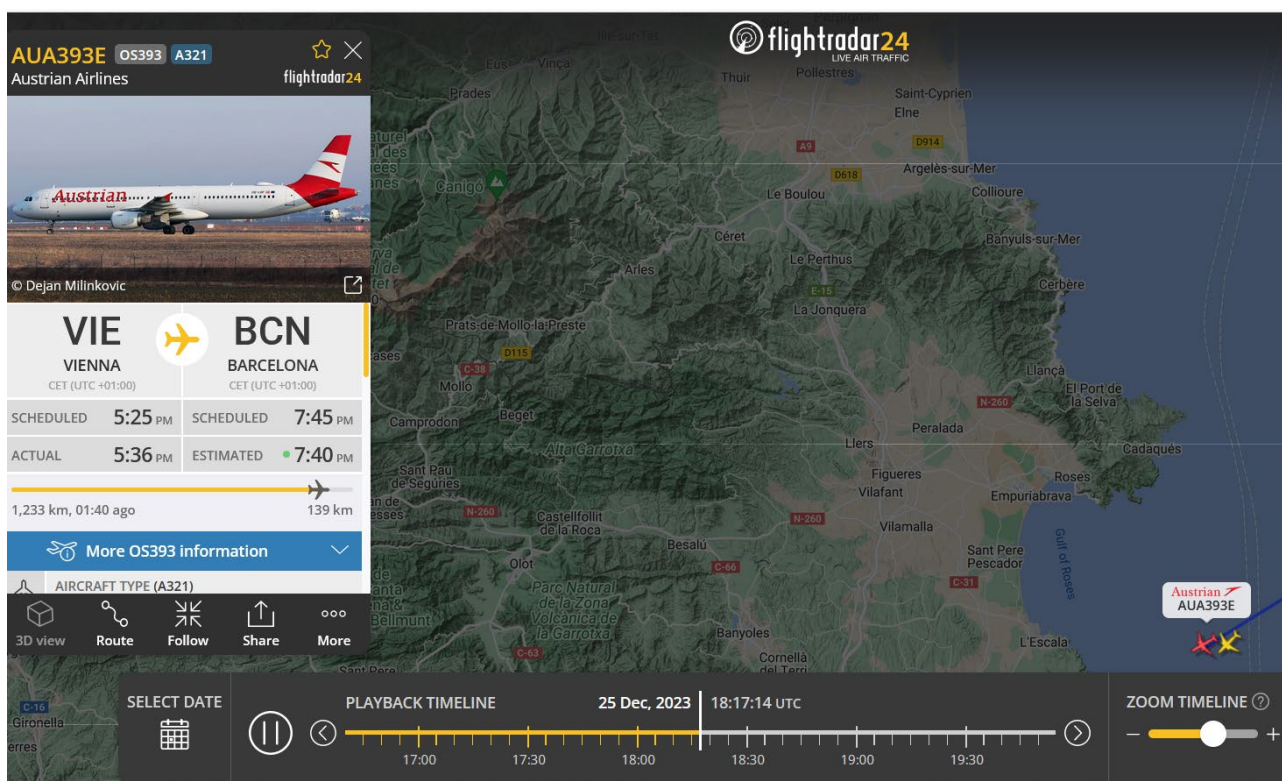 AUA393E OS393 A321
Austrian Airlines
flightradar24
© Dejan Milinkovic
Austrian
VIE BCN
VIENNA BARCELONA
CET (UTC +01:00) CET (UTC +01:00)
SCHEDULED 5:25 PM SCHEDULED 7:45 PM
ACTUAL 5:36 PM ESTIMATED 7:40 PM
1,233 km, 01:40 ago 139 km
More OS393 information
AIRCRAFT TYPE (A321)
3D view Route Follow Share More
flightradar24
LIVE AIR TRAFFIC
Eus Vinça
Thuir Pollestres
Prades
Saint-Cyprien
Elne
A9 D914
D618 Argelès-sur-Mer
Canigó
Le Boulou Collioure
Céret Banyuls-sur-Mer
Le Perthus
Arles
E-15 Cerbère
La Jonquera
Prats-de-Mollo-la-Preste
D115
C-38
Molló
Llançà
El Port de
la Selva
N-260
Camprodon Beget
Peralada
Alta Garrotxa Llers
Cadaqués
Sant Pau
de Segúries
Figueres
Vilafant
Roses
Empuriabrava
N-260 Castellfollit
de la Roca
N-260
Vilamalla
Besalú
Gulf of Roses
Olot
Sant Pere
Pescador
C-66
C-31
Parc Natural
de la Zona
Volcànica de
la Garrotxa
Austrian
AUA393E
Banyoles
L'Escala
C-63
Cornellà
del Terri
Sant Pere
C-16
Gironella
SELECT DATE
PLAYBACK TIMELINE 25 Dec, 2023 18:17:14 UTC
17:00 17:30 18:00 18:30 19:00 19:30
ZOOM TIMELINE ?
− +